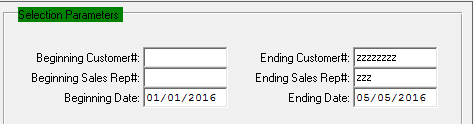 Selection Parameters
Beginning Customer#: Ending Customer#: zzzzzzzz
Beginning Sales Rep#: Ending Sales Rep#: zzz
Beginning Date: 01/01/2016 Ending Date: 05/05/2016